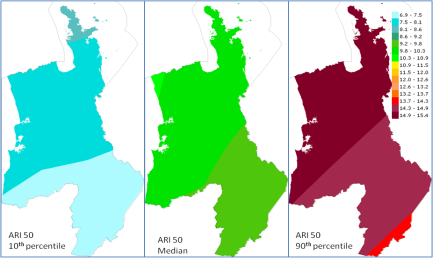 6.9 - 7.5
7.5 - 8.1
8.1 - 8.6
8.6 - 9.2
9.2 - 9.8
9.8 - 10.3
10.3 - 10.9
10.9 - 11.5
11.5 - 12.0
12.0 - 12.6
12.6 - 13.2
13.2 - 13.7
13.7 - 14.3
14.3 - 14.9
14.9 - 15.4
ARI 50
10th percentile
ARI 50
Median
ARI 50
90th percentile